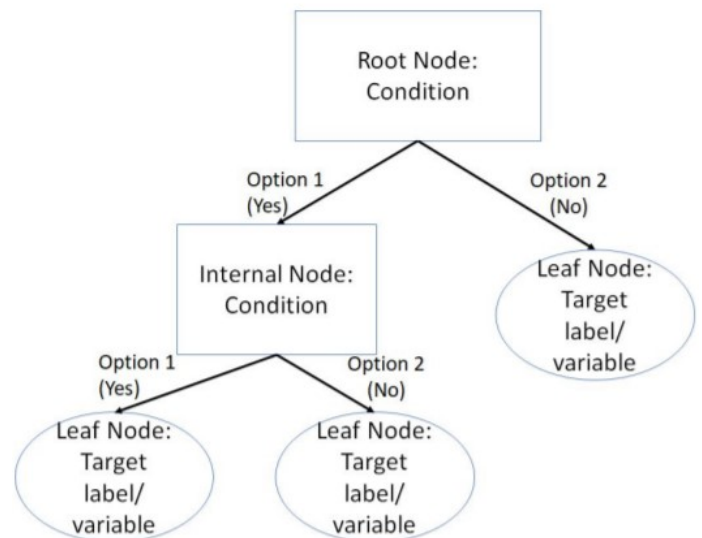 Root Node:
Condition
Option 1
(Yes)
Option 2
(No)
Internal Node:
Condition
Leaf Node:
Target
label/
variable
Option 1
(Yes)
Option 2
(No)
Leaf Node:
Target
label/
variable
Leaf Node:
Target
label/
variable